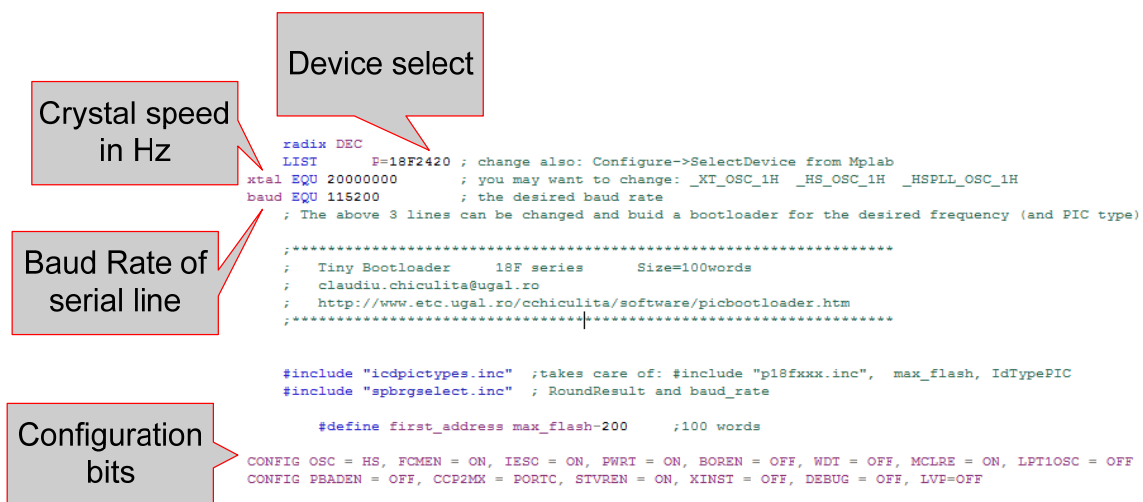 Device select
Crystal speed
in Hz
radix DEC
LIST P=18F2420 ; change also: Configure->SelectDevice from Mplab
xtal EQU 20000000 ; you may want to change: _XT_OSC_1H _HS_OSC_1H _HSPLL_OSC_1H
baud EQU 115200 ; the desired baud rate
; The above 3 lines can be changed and buid a bootloader for the desired frequency (and PIC type)
Baud Rate of
serial line
;********************************************************************
; Tiny Bootloader 18F series Size=100words
; claudiu.chiculita@ugal.ro
; http://www.etc.ugal.ro/cchiculita/software/picbootloader.htm
;********************************************************************
#include "icdpictypes.inc" ;takes care of: #include "p18fxxx.inc", max_flash, IdTypePIC
#include "spbrgselect.inc" ; RoundResult and baud_rate
#define first_address max_flash-200 ;100 words
Configuration
bits
CONFIG OSC = HS, FCMEN = ON, IESC = ON, PWRT = ON, BOREN = OFF, WDT = OFF, MCLRE = ON, LPT1OSC = OFF
CONFIG PBADEN = OFF, CCP2MX = PORTC, STVREN = ON, XINST = OFF, DEBUG = OFF, LVP=OFF